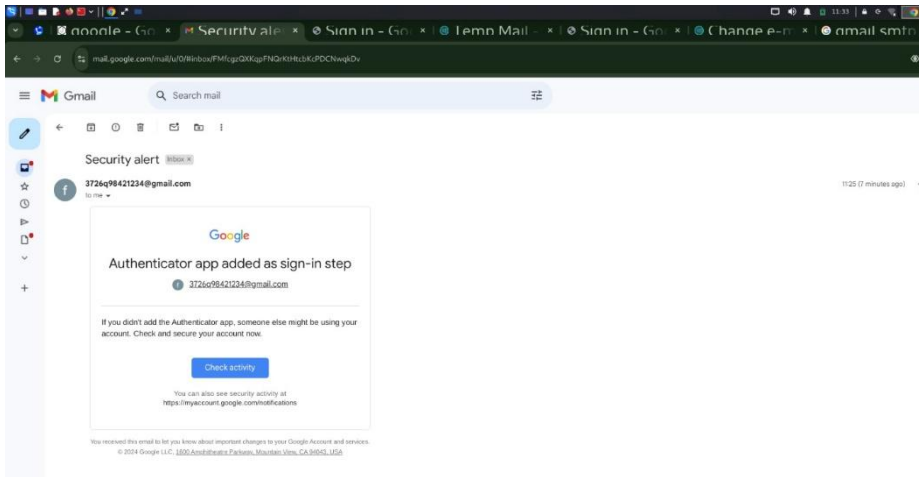 11:33
google - Go
Security ale
Sign in - Goo
Temp Mail -
Sign in - Goo
Change e-m
gmail smtp
mail.google.com/mail/u/0/#inbox/FMfcgzQXKqpFNQrKtHtcbKcPDCNwqkDv
Gmail
Search mail
Security alert Inbox ×
3726q98421234@gmail.com
11:25 (7 minutes ago)
to me
f
Google
Authenticator app added as sign-in step
3726q98421234@gmail.com
If you didn't add the Authenticator app, someone else might be using your
account. Check and secure your account now.
Check activity
You can also see security activity at
https://myaccount.google.com/notifications
You received this email to let you know about important changes to your Google Account and services.
© 2024 Google LLC, 1600 Amphitheatre Parkway, Mountain View, CA 94043, USA